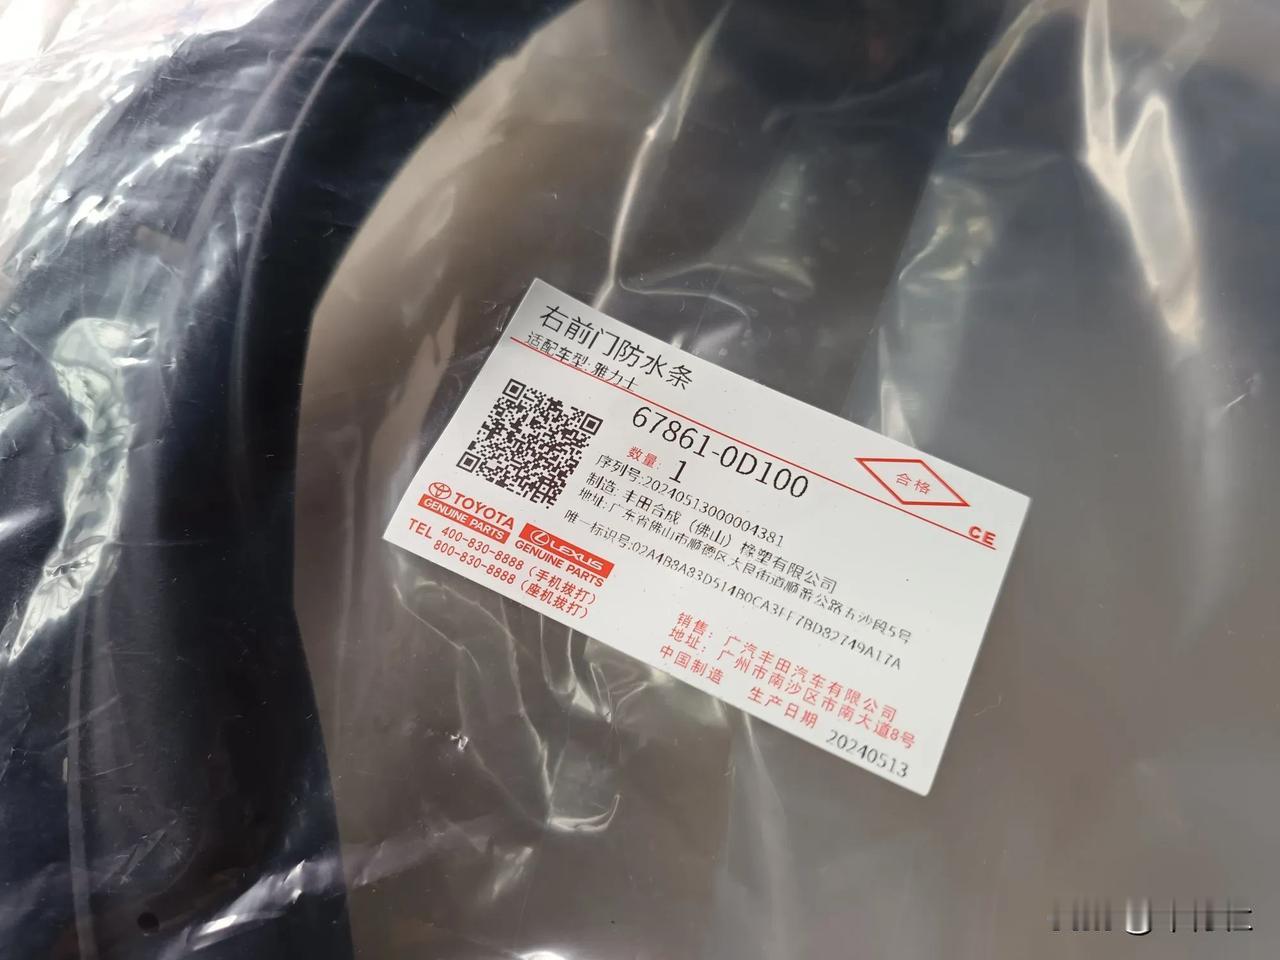 右前门防水条
适配车型:雅力士
67861-0D100
数量: 1
合格
CE
序列号:20240513000004381
制造: 丰田合成（佛山）橡塑有限公司
地址: 广东省佛山市顺德区大良街道顺番公路五沙段5号
唯一标识号:02A4B8A83D514B0CA3FF7BD82749A17A
TOYOTA
GENUINE PARTS
LEXUS
GENUINE PARTS
TEL 400-830-8888（手机拨打）
800-830-8888（座机拨打）
销售: 广汽丰田汽车有限公司
地址: 广州市南沙区市南大道8号
中国制造 生产日期 20240513